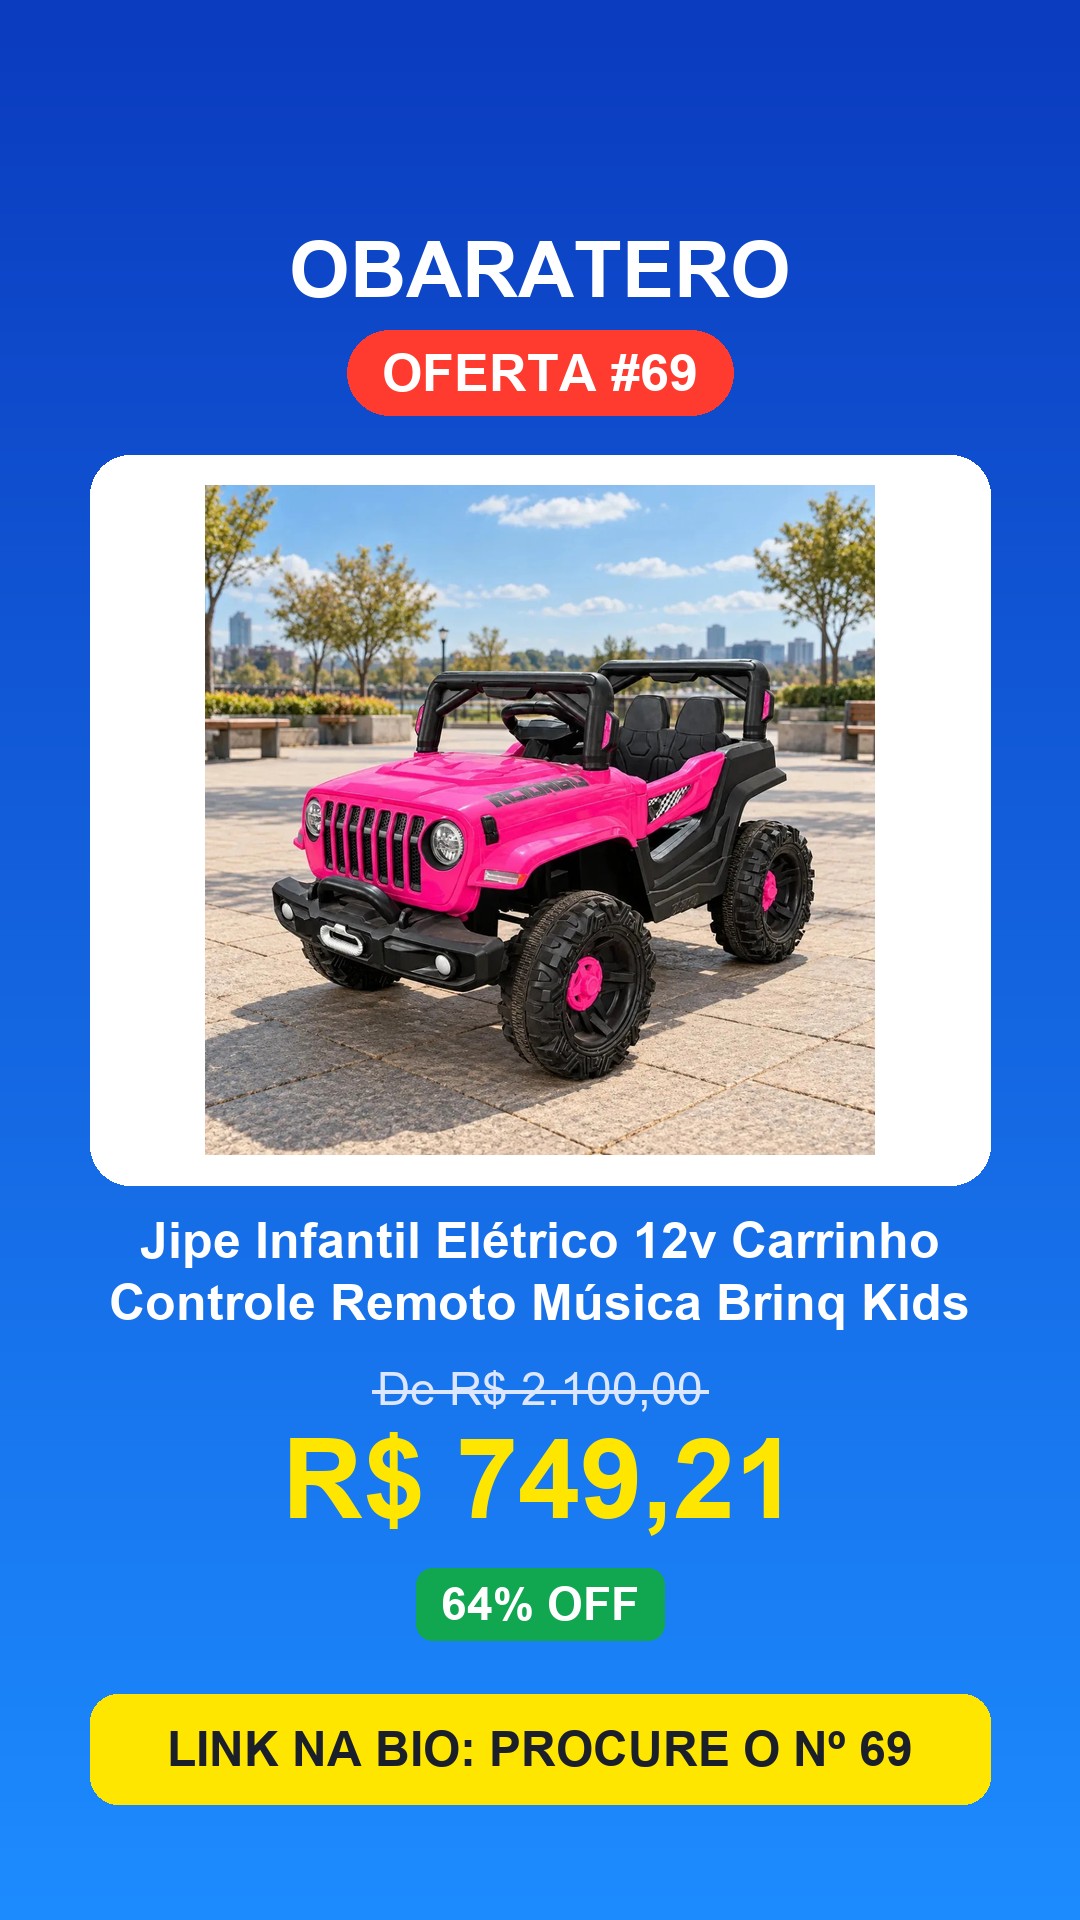 OBARATERO
OFERTA #69
Jipe Infantil Elétrico 12v Carrinho
Controle Remoto Música Brinq Kids
De R$ 2.100,00
R$ 749,21
64% OFF
LINK NA BIO: PROCURE O Nº 69